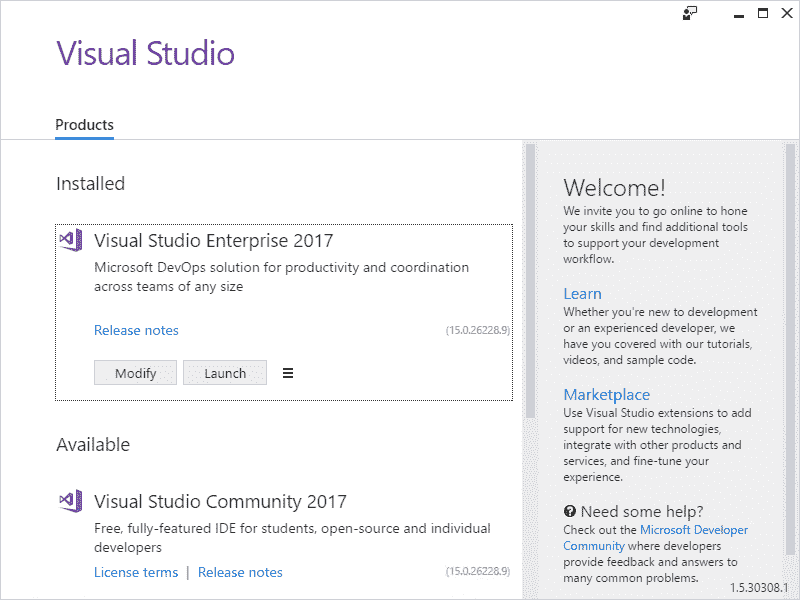 Visual Studio
Products
Installed
Visual Studio Enterprise 2017
Microsoft DevOps solution for productivity and coordination
across teams of any size
Release notes
(15.0.26228.9)
Modify
Launch
Available
Visual Studio Community 2017
Free, fully-featured IDE for students, open-source and individual
developers
License terms | Release notes
(15.0.26228.9)
Welcome!
We invite you to go online to hone
your skills and find additional tools
to support your development
workflow.
Learn
Whether you're new to development
or an experienced developer, we
have you covered with our tutorials,
videos, and sample code.
Marketplace
Use Visual Studio extensions to add
support for new technologies,
integrate with other products and
services, and fine-tune your
experience.
Need some help?
Check out the Microsoft Developer
Community where developers
provide feedback and answers to
many common problems.
1.5.30308.1